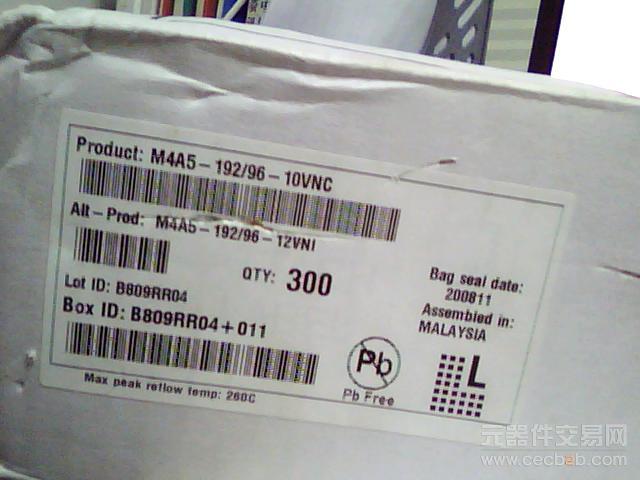 Product: M4A5-192/96-10VNC
Alt-Prod: M4A5-192/96-12VNI
QTY: 300
Lot ID: B809RR04
Box ID: B809RR04+011
Max peak reflow temp: 260C
Bag seal date:
200811
Assembled in:
MALAYSIA
Pb
Pb Free
L
元器件交易网
www.cecbeb.com